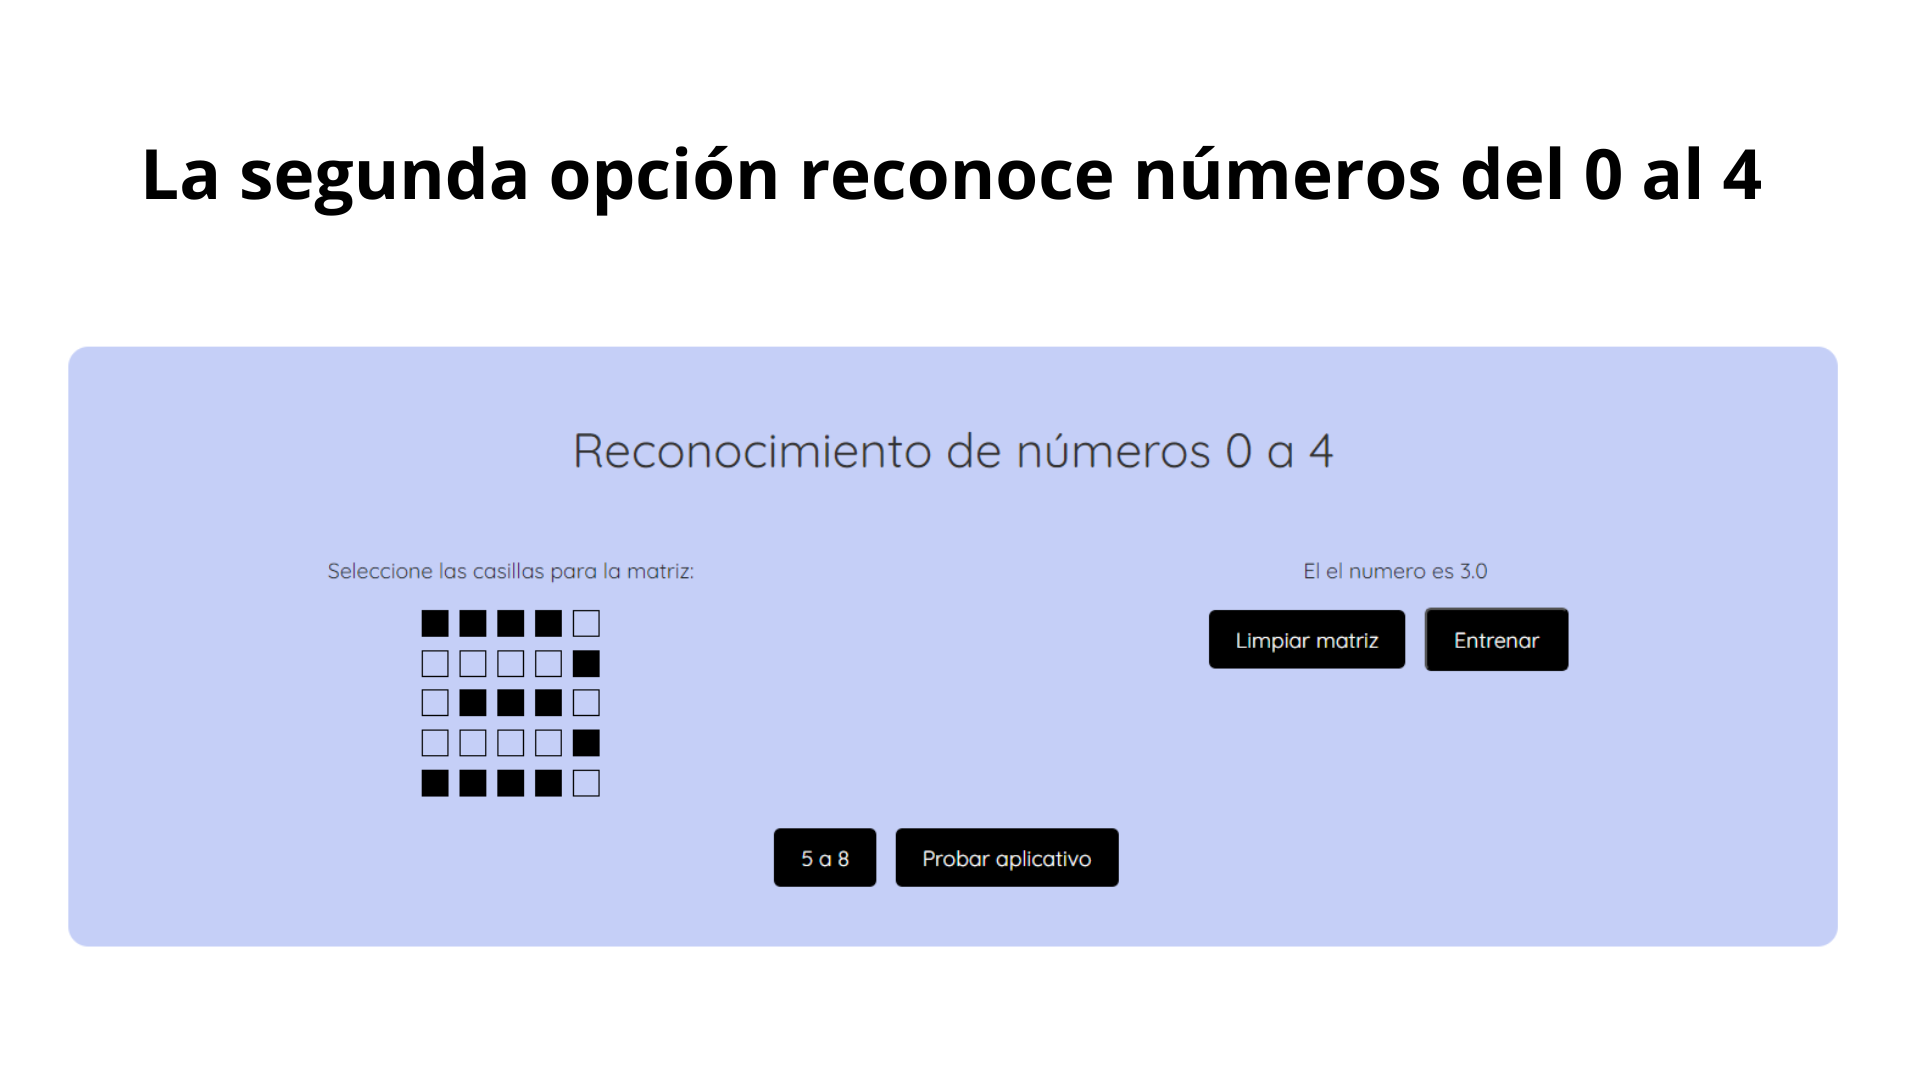 La segunda opción reconoce números del 0 al 4
Reconocimiento de números 0 a 4
Seleccione las casillas para la matriz:
El el numero es 3.0
Limpiar matriz
Entrenar
5 a 8
Probar aplicativo